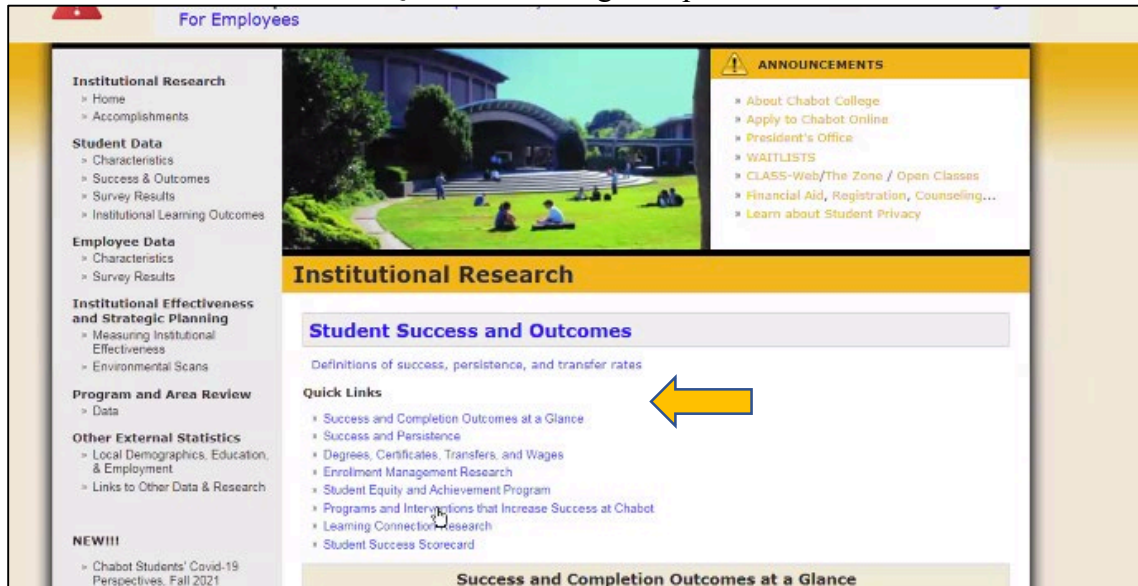 For Employees
Institutional Research
» Home
» Accomplishments
Student Data
» Characteristics
» Success & Outcomes
» Survey Results
» Institutional Learning Outcomes
Employee Data
» Characteristics
» Survey Results
Institutional Effectiveness
and Strategic Planning
» Measuring Institutional
Effectiveness
» Environmental Scans
Program and Area Review
» Data
Other External Statistics
» Local Demographics, Education,
& Employment
» Links to Other Data & Research
NEW!!!
» Chabot Students' Covid-19
Perspectives, Fall 2021
ANNOUNCEMENTS
» About Chabot College
» Apply to Chabot Online
» President's Office
» WAITLISTS
» CLASS-Web/The Zone / Open Classes
» Financial Aid, Registration, Counseling...
» Learn about Student Privacy
Institutional Research
Student Success and Outcomes
Definitions of success, persistence, and transfer rates
Quick Links
» Success and Completion Outcomes at a Glance
» Success and Persistence
» Degrees, Certificates, Transfers, and Wages
» Enrollment Management Research
» Student Equity and Achievement Program
» Programs and Interventions that Increase Success at Chabot
» Learning Connection Research
» Student Success Scorecard
Success and Completion Outcomes at a Glance